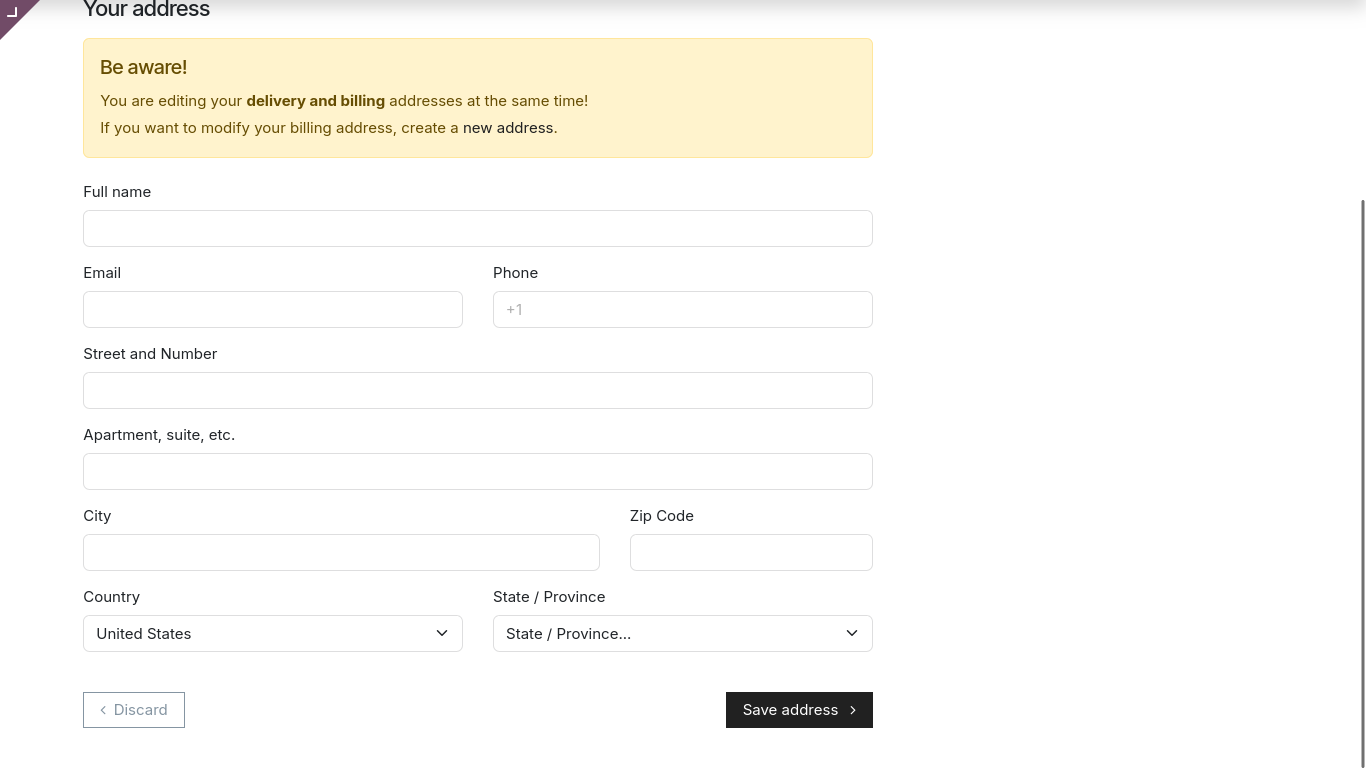 Your address
Be aware!
You are editing your delivery and billing addresses at the same time!
If you want to modify your billing address, create a new address.
Full name
Email
Phone
+1
Street and Number
Apartment, suite, etc.
City
Zip Code
Country
State / Province
United States
State / Province...
Discard
Save address